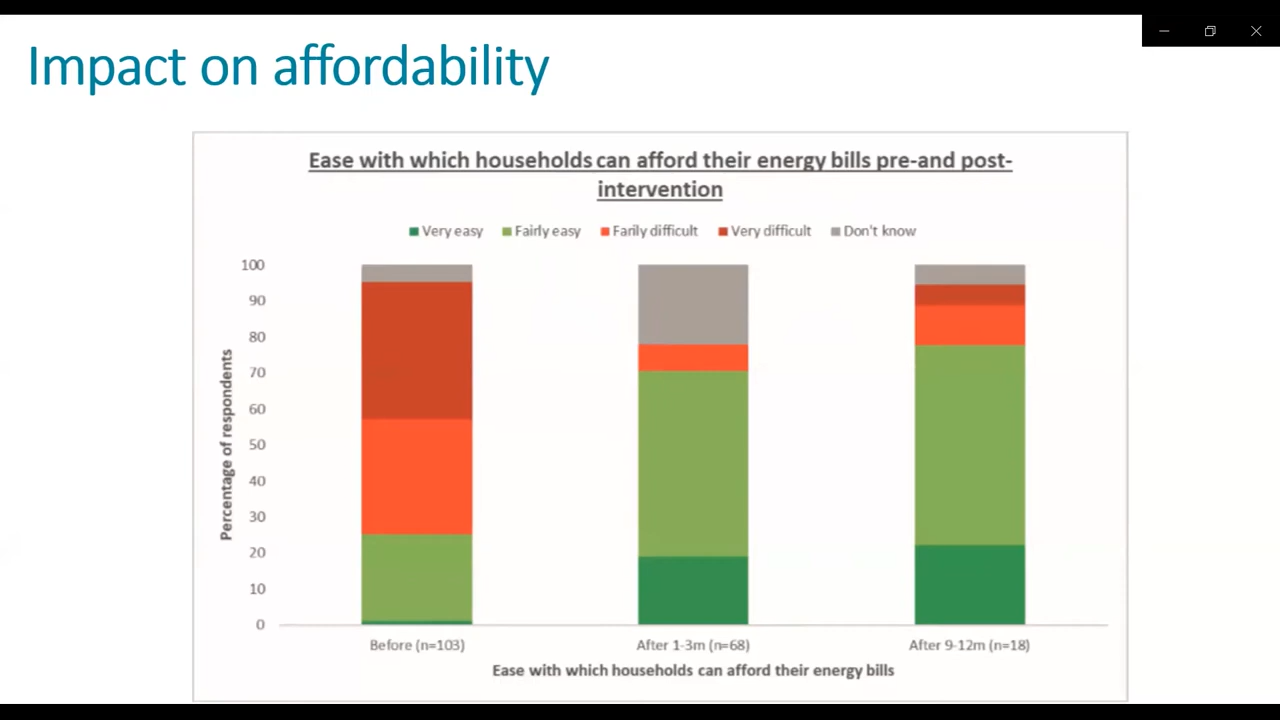 Impact on affordability
Ease with which households can afford their energy bills pre-and post-
intervention
Very easy Fairly easy Farily difficult Very difficult Don't know
100
90
80
70
60
50
40
30
20
10
0
Percentage of respondents
Before (n=103) After 1-3m (n=68) After 9-12m (n=18)
Ease with which households can afford their energy bills